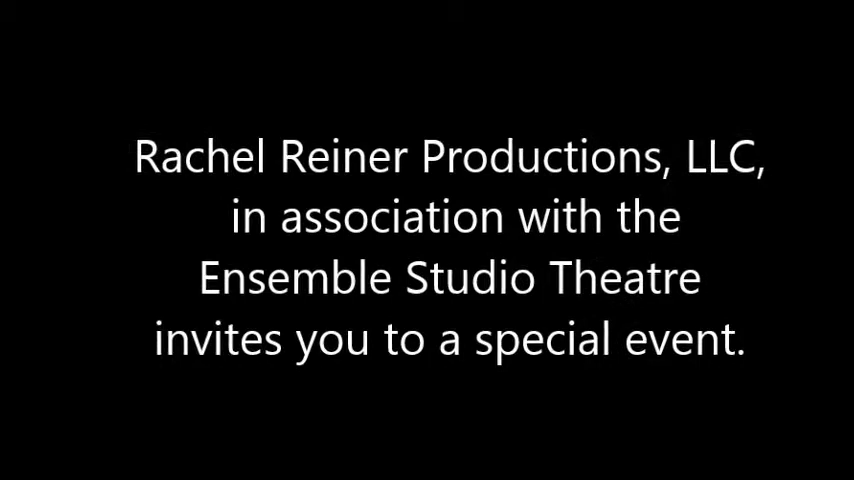 Rachel Reiner Productions, LLC,
in association with the
Ensemble Studio Theatre
invites you to a special event.